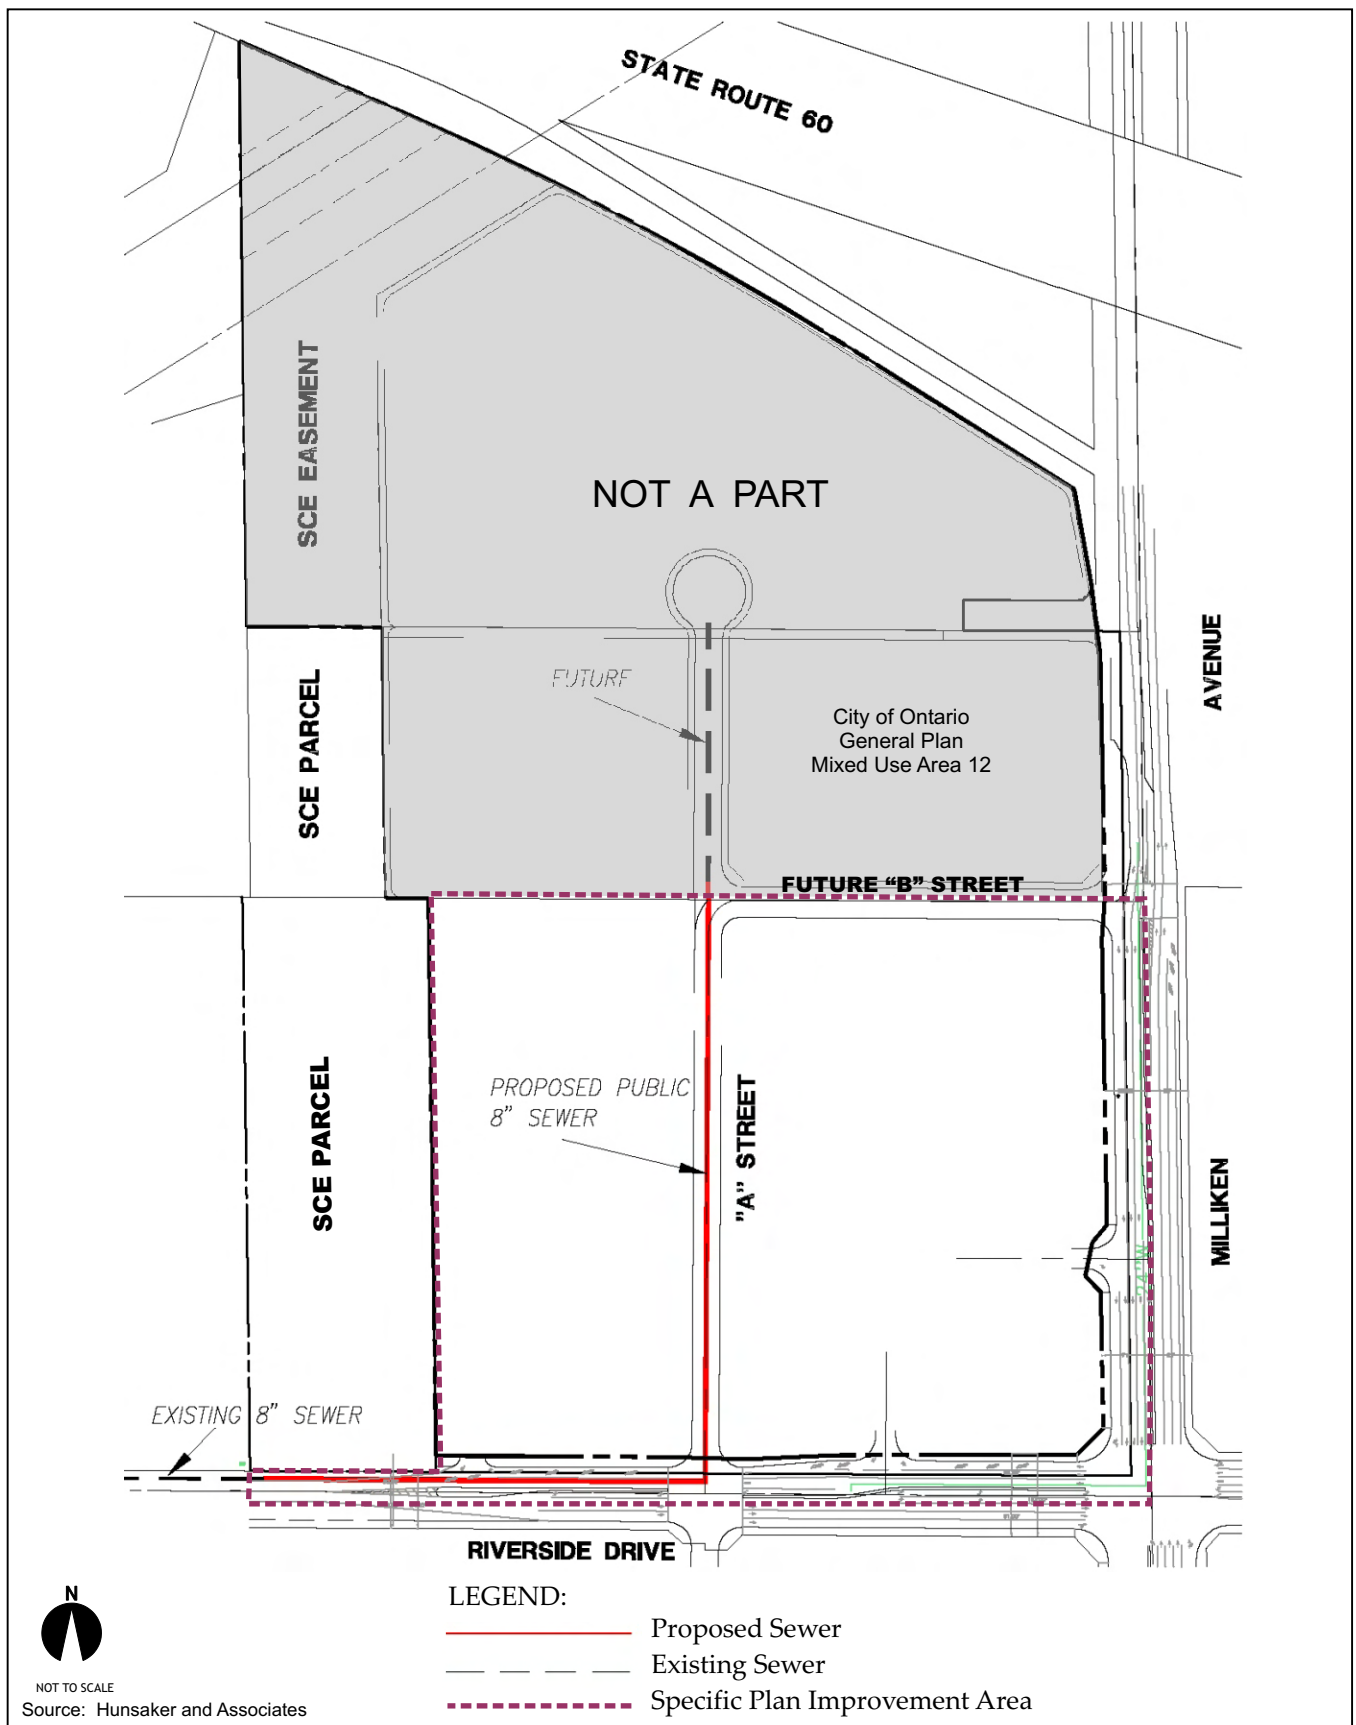 STATE ROUTE 60
SCE EASEMENT
NOT A PART
AVENUE
FUTURE
SCE PARCEL
City of Ontario
General Plan
Mixed Use Area 12
FUTURE “B” STREET
SCE PARCEL
PROPOSED PUBLIC
8" SEWER
"A" STREET
MILLIKEN
24"W
EXISTING 8" SEWER
RIVERSIDE DRIVE
N
NOT TO SCALE
Source: Hunsaker and Associates
LEGEND:
Proposed Sewer
Existing Sewer
Specific Plan Improvement Area